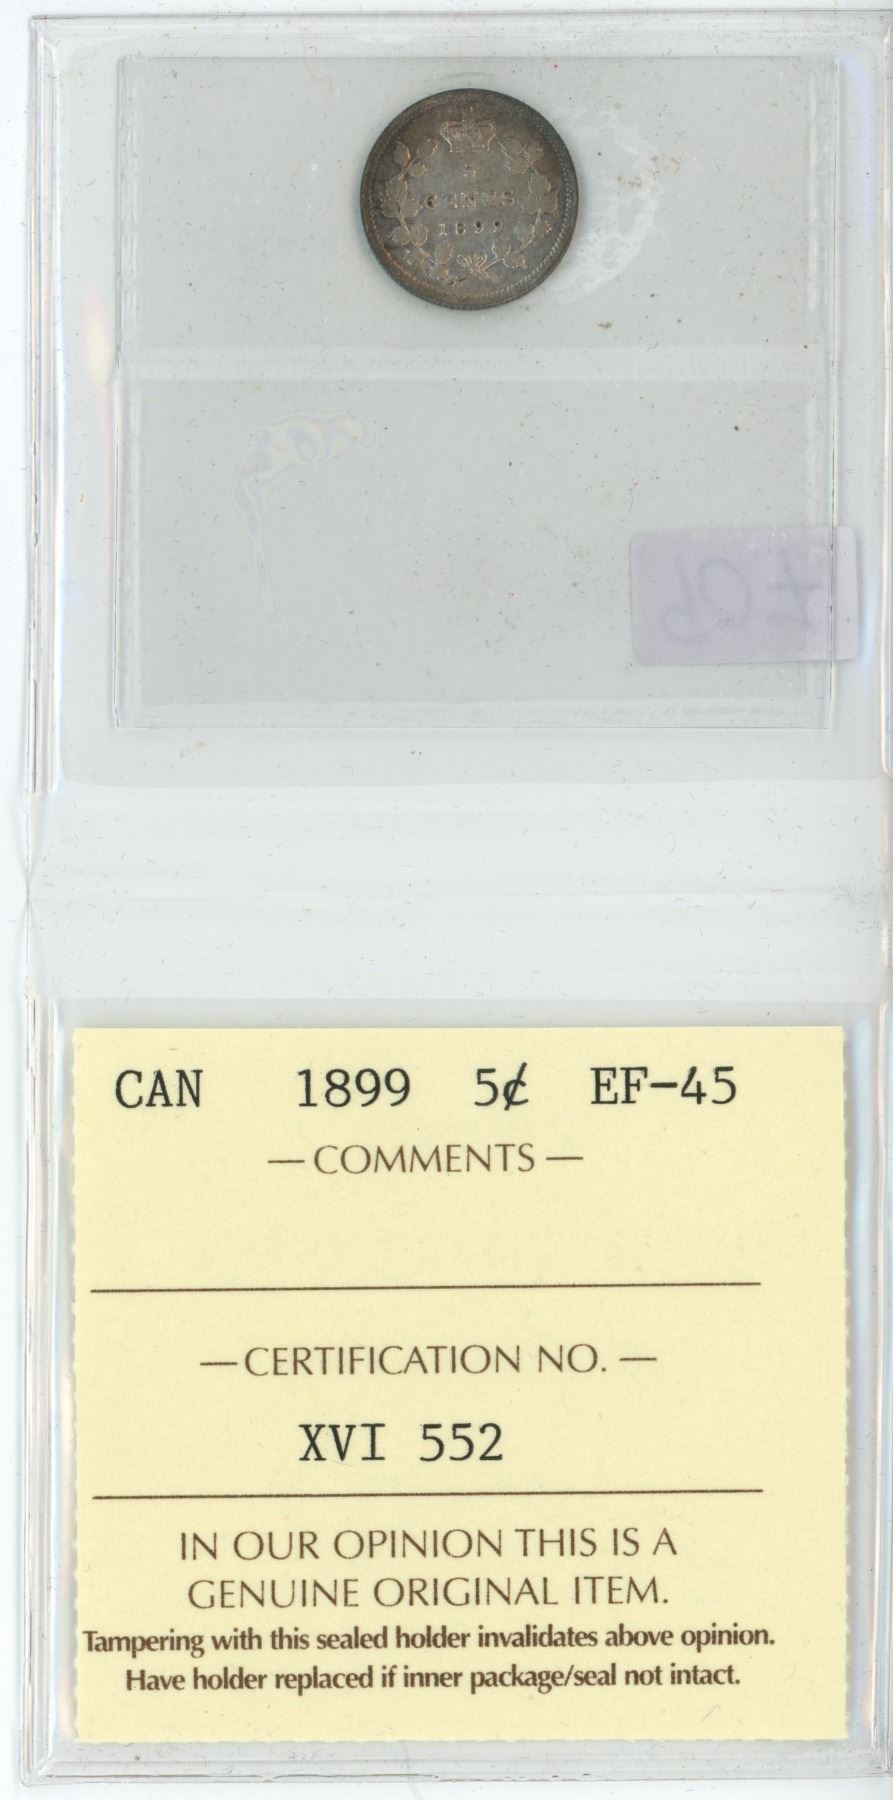 5
CENTS
1899
CAN 1899 5¢ EF-45
— COMMENTS —
— CERTIFICATION NO. —
XVI 552
IN OUR OPINION THIS IS A
GENUINE ORIGINAL ITEM.
Tampering with this sealed holder invalidates above opinion.
Have holder replaced if inner package/seal not intact.